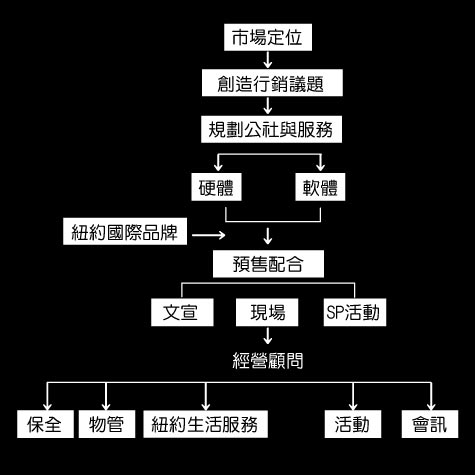 市場定位
創造行銷議題
規劃公社與服務
硬體
軟體
紐約國際品牌
預售配合
文宣
現場
SP活動
經營顧問
保全
物管
紐約生活服務
活動
會訊